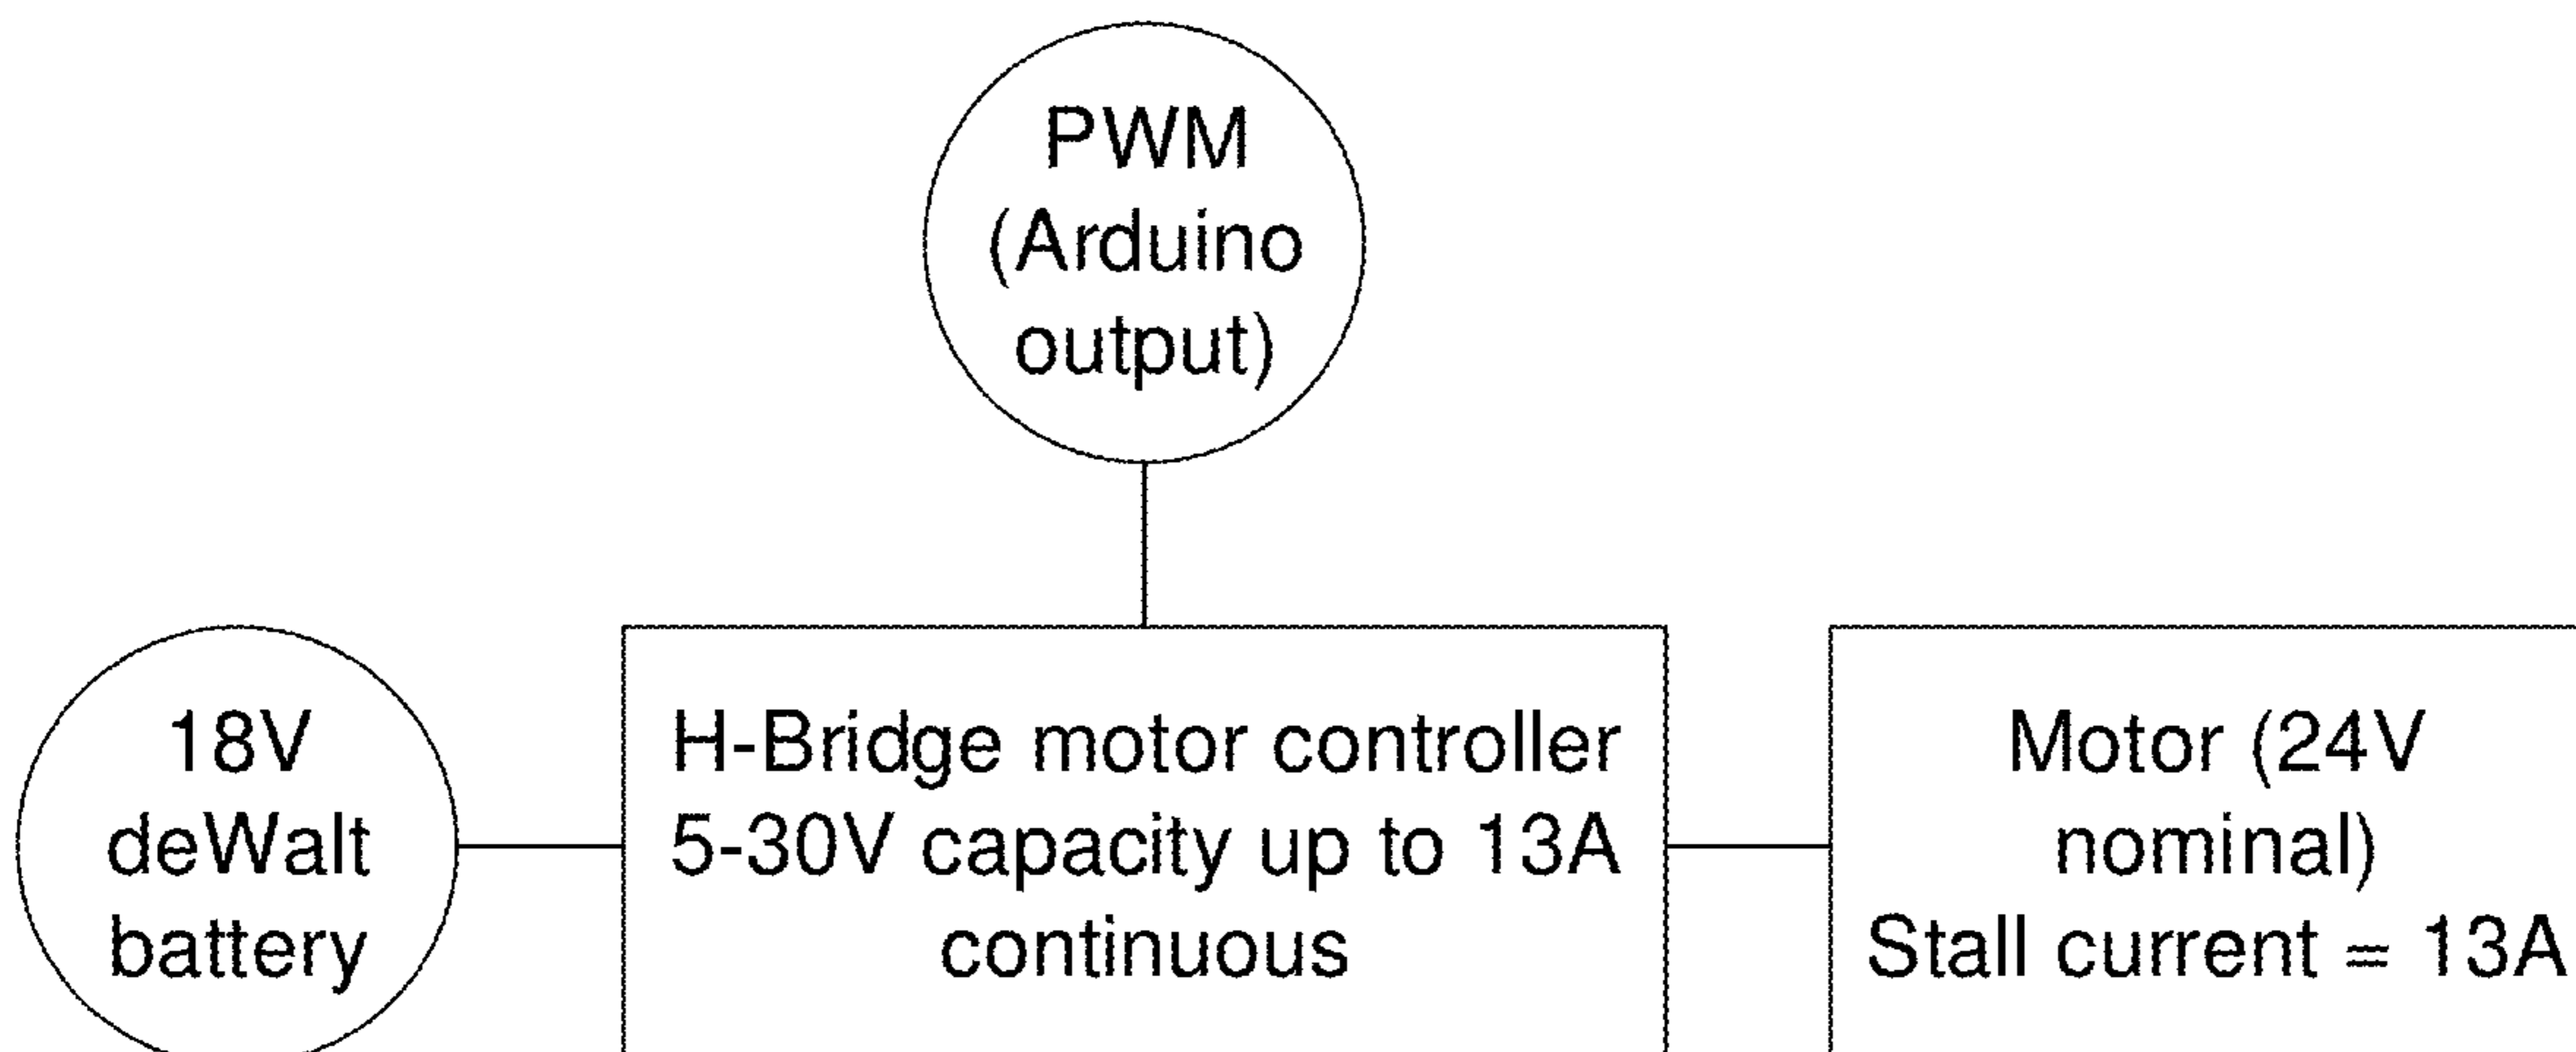 PWM
(Arduino
output)
18V
deWalt
battery
H-Bridge motor controller
5-30V capacity up to 13A
continuous
Motor (24V
nominal)
Stall current = 13A